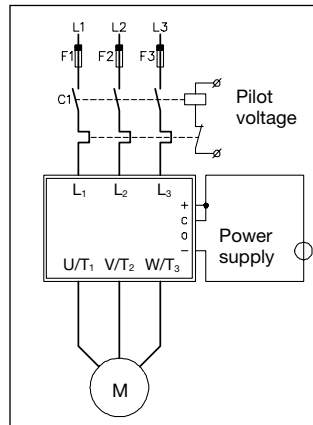 L1 L2 L3
F1 F2 F3
C1
Pilot
voltage
L1 L2 L3
+
c
o
−
Power
supply
U/T1 V/T2 W/T3
M